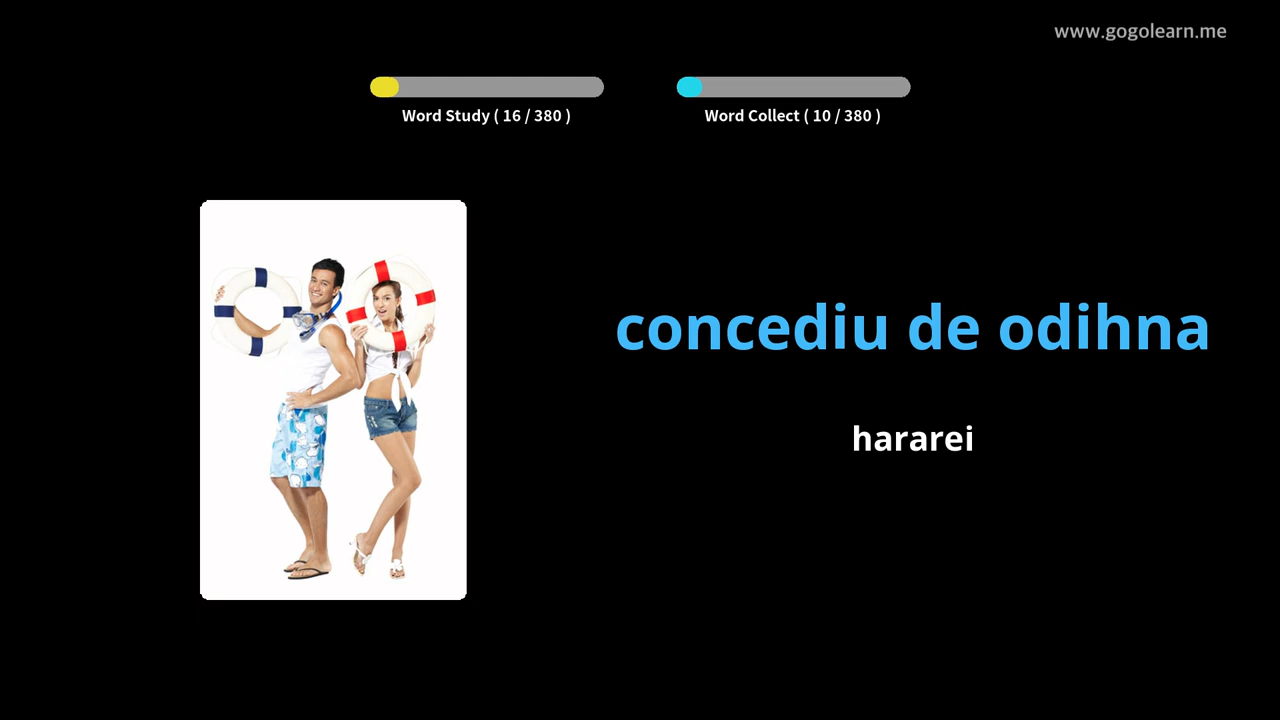 www.gogolearn.me
Word Study ( 16 / 380 )
Word Collect ( 10 / 380 )
concediu de odihna
hararei